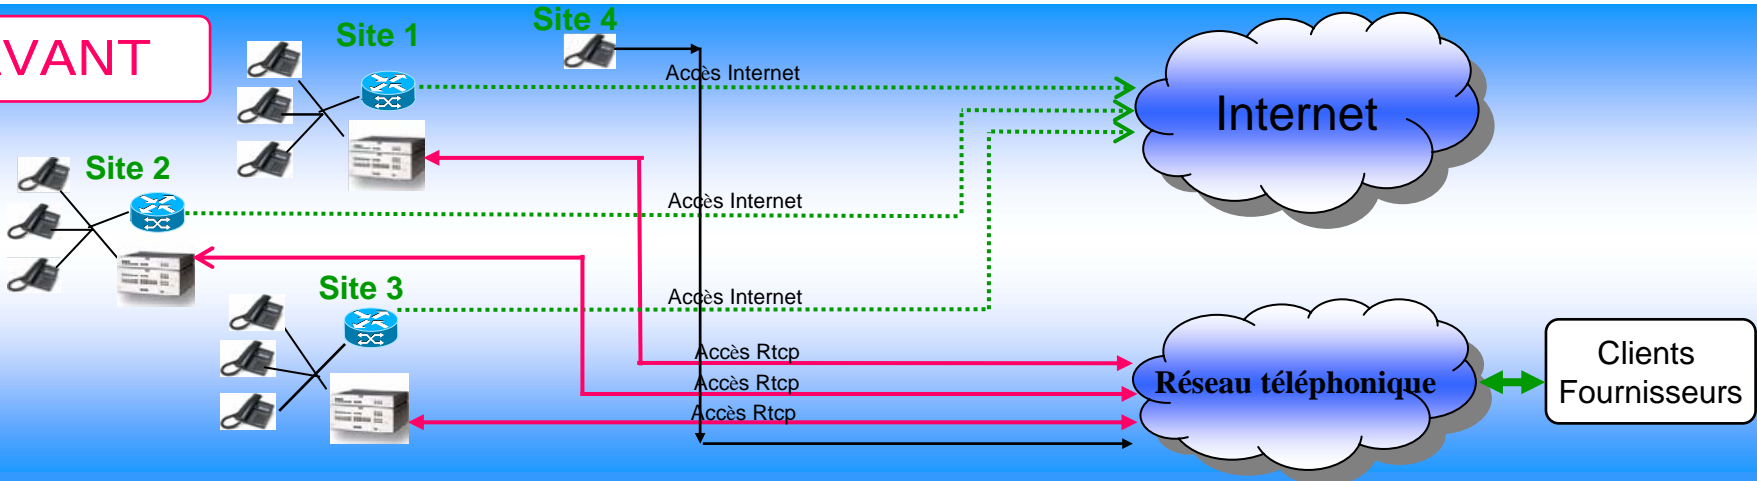 VANT
Site 1
Site 4
Accès Internet
Internet
Site 2
Accès Internet
Site 3
Accès Internet
Accès Rtcp
Accès Rtcp
Accès Rtcp
Réseau téléphonique
Clients
Fournisseurs